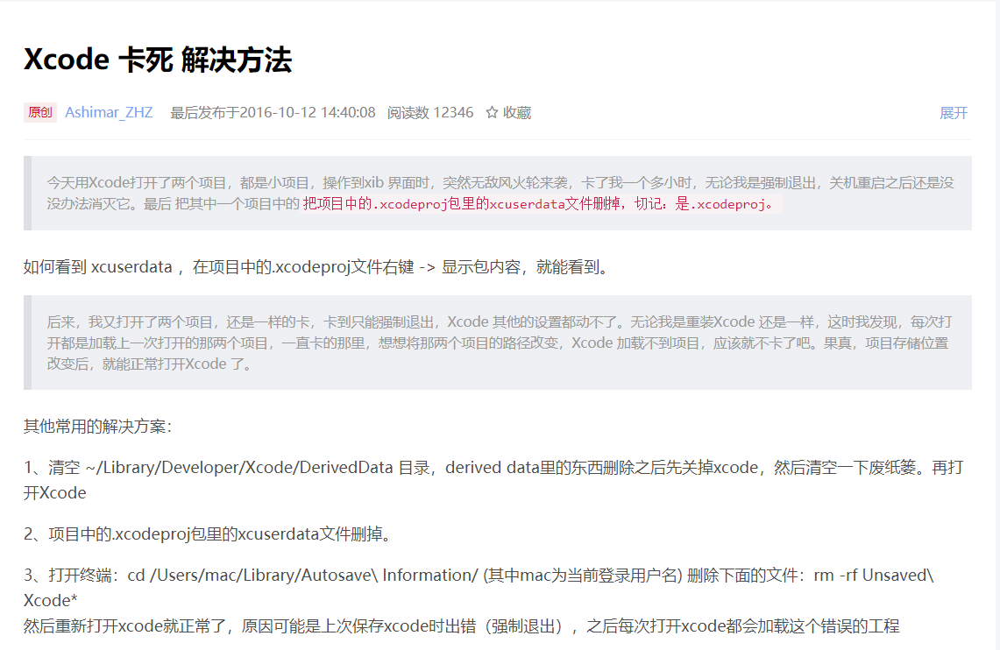 Xcode 卡死 解决方法
原创 Ashimar_ZHZ 最后发布于2016-10-12 14:40:08 阅读数 12346 ☆ 收藏 展开
今天用Xcode打开了两个项目，都是小项目，操作到xib 界面时，突然无敌风火轮来袭，卡了我一个多小时，无论我是强制退出，关机重启之后还是没
没办法消灭它。最后 把其中一个项目中的 把项目中的.xcodeproj包里的xcuserdata文件删掉，切记：是.xcodeproj。
如何看到 xcuserdata ，在项目中的.xcodeproj文件右键 -> 显示包内容，就能看到。
后来，我又打开了两个项目，还是一样的卡，卡到只能强制退出，Xcode 其他的设置都动不了。无论我是重装Xcode 还是一样，这时我发现，每次打
开都是加载上一次打开的那两个项目，一直卡的那里，想想将那两个项目的路径改变，Xcode 加载不到项目，应该就不卡了吧。果真，项目存储位置
改变后，就能正常打开Xcode 了。
其他常用的解决方案：
1、清空 ~/Library/Developer/Xcode/DerivedData 目录，derived data里的东西删除之后先关掉xcode，然后清空一下废纸篓。再打
开Xcode
2、项目中的.xcodeproj包里的xcuserdata文件删掉。
3、打开终端：cd /Users/mac/Library/Autosave\ Information/ (其中mac为当前登录用户名) 删除下面的文件：rm -rf Unsaved\
Xcode*
然后重新打开xcode就正常了，原因可能是上次保存xcode时出错（强制退出），之后每次打开xcode都会加载这个错误的工程